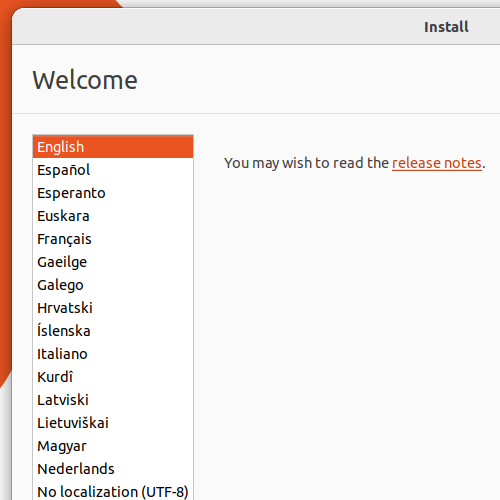 Install
Welcome
English
Español
Esperanto
Euskara
Français
Gaeilge
Galego
Hrvatski
Íslenska
Italiano
Kurdî
Latviski
Lietuviškai
Magyar
Nederlands
No localization (UTF-8)
You may wish to read the release notes.